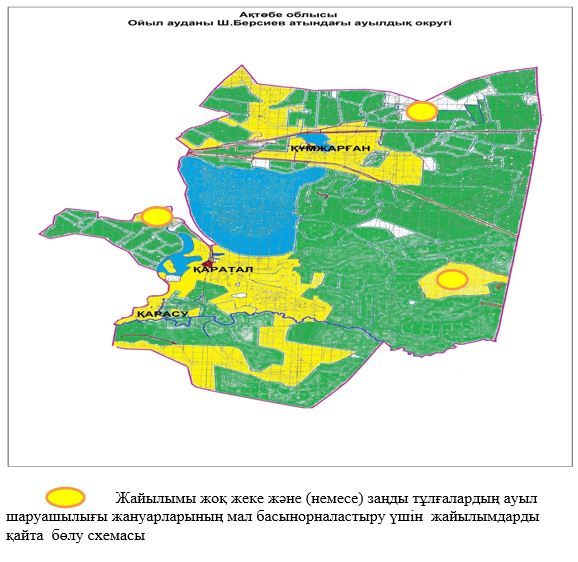 Ақтөбе облысы
Ойыл ауданы Ш.Берсиев атындағы ауылдық округі
ҚҰМЖАРҒАН
ҚАРАТАЛ
ҚАРАСУ
Жайылымы жоқ жеке және (немесе) заңды тұлғалардың ауыл
шаруашылығы жануарларының мал басынорналастыру үшін жайылымдарды
қайта бөлу схемасы